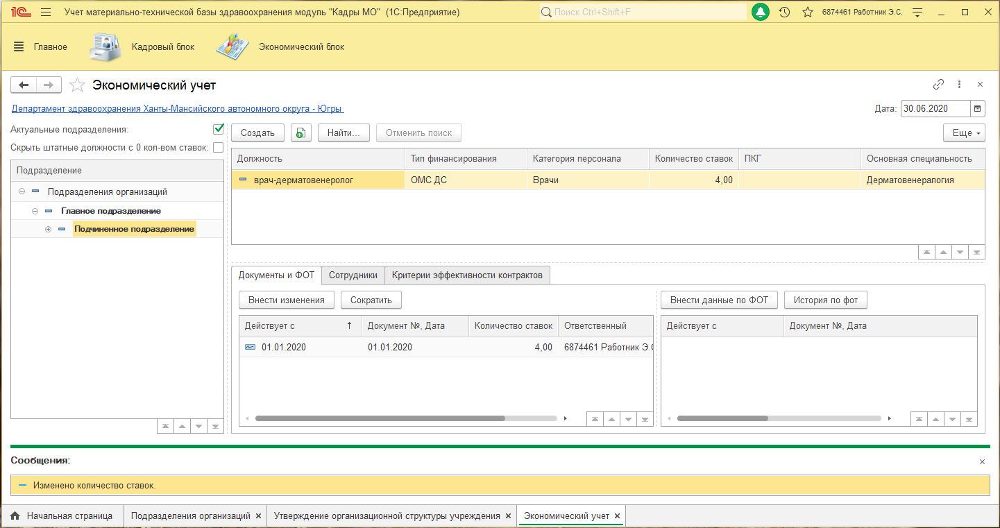 1С Учет материально-технической базы здравоохранения модуль "Кадры МО" (1С:Предприятие) Поиск Ctrl+Shift+F 6874461 Работник Э.С.
Главное Кадровый блок Экономический блок
Экономический учет
Департамент здравоохранения Ханты-Мансийского автономного округа - Югры Дата: 30.06.2020
Актуальные подразделения:
Скрыть штатные должности с 0 кол-вом ставок:
Подразделение
Подразделения организаций
Главное подразделение
Подчиненное подразделение
Создать Найти... Отменить поиск Еще
Должность Тип финансирования Категория персонала Количество ставок ПКГ Основная специальность
врач-дерматовенеролог ОМС ДС Врачи 4,00 Дерматовенералогия
Документы и ФОТ Сотрудники Критерии эффективности контрактов
Внести изменения Сократить
Действует с Документ №, Дата Количество ставок Ответственный
01.01.2020 01.01.2020 4,00 6874461 Работник Э.С
Внести данные по ФОТ История по фот
Действует с Документ №, Дата
Сообщения:
Изменено количество ставок.
Начальная страница Подразделения организаций Утверждение организационной структуры учреждения Экономический учет